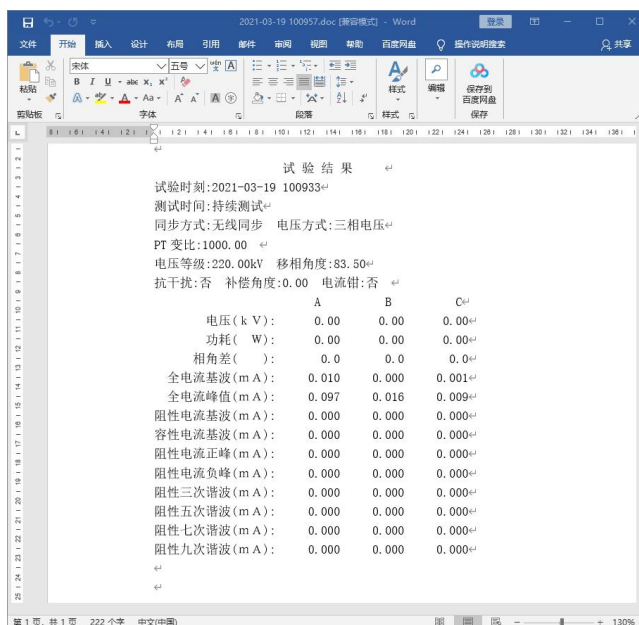 2021-03-19 100957.doc [兼容模式] - Word
登录
文件 开始 插入 设计 布局 引用 邮件 审阅 视图 帮助 百度网盘 操作说明搜索 共享
宋体 五号
B I U abc X₂ X²
A Aa A A A
粘贴 样式 编辑 保存到
百度网盘
剪贴板 字体 段落 样式 保存
试 验 结 果
试验时刻:2021-03-19 100933
测试时间:持续测试
同步方式:无线同步 电压方式:三相电压
PT 变比:1000.00
电压等级:220.00kV 移相角度:83.50
抗干扰:否 补偿角度:0.00 电流钳:否
A B C
电压(k V): 0.00 0.00 0.00
功耗( W): 0.00 0.00 0.00
相角差( ): 0.0 0.0 0.0
全电流基波(m A): 0.010 0.000 0.001
全电流峰值(m A): 0.097 0.016 0.009
阻性电流基波(m A): 0.000 0.000 0.000
容性电流基波(m A): 0.000 0.000 0.000
阻性电流正峰(m A): 0.000 0.000 0.000
阻性电流负峰(m A): 0.000 0.000 0.000
阻性三次谐波(m A): 0.000 0.000 0.000
阻性五次谐波(m A): 0.000 0.000 0.000
阻性七次谐波(m A): 0.000 0.000 0.000
阻性九次谐波(m A): 0.000 0.000 0.000
第 1 页, 共 1 页 222 个字 中文(中国) 130%